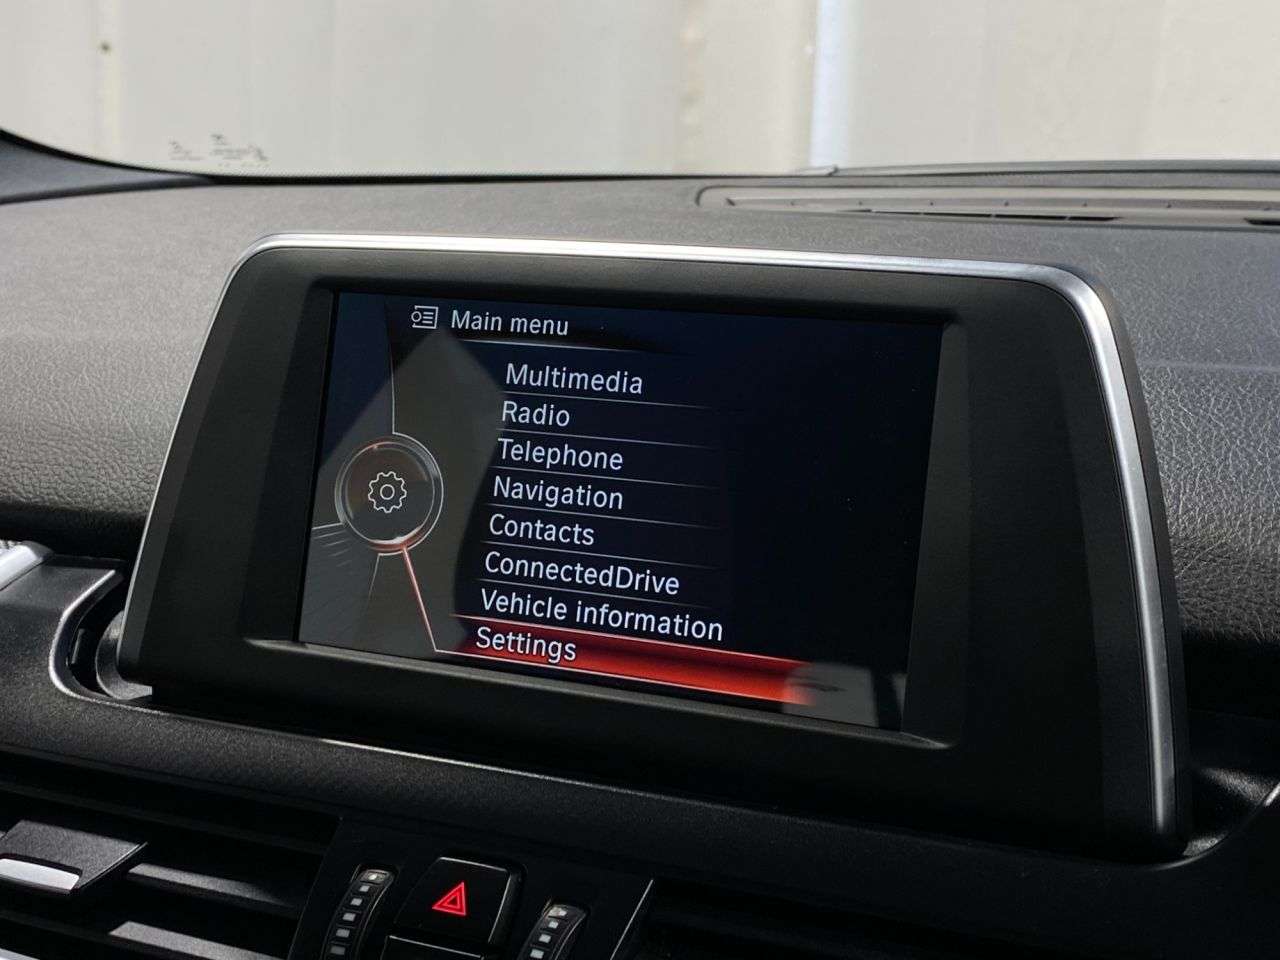 Main menu
Multimedia
Radio
Telephone
Navigation
Contacts
ConnectedDrive
Vehicle information
Settings